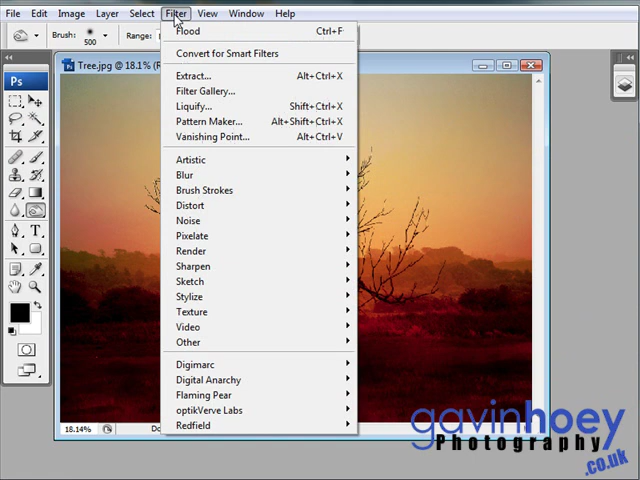 File Edit Image Layer Select Filter View Window Help
Brush: 500 Range:
Flood Ctrl+F
Convert for Smart Filters
Extract... Alt+Ctrl+X
Filter Gallery...
Liquify... Shift+Ctrl+X
Pattern Maker... Alt+Shift+Ctrl+X
Vanishing Point... Alt+Ctrl+V
Artistic
Blur
Brush Strokes
Distort
Noise
Pixelate
Render
Sharpen
Sketch
Stylize
Texture
Video
Other
Digimarc
Digital Anarchy
Flaming Pear
optikVerve Labs
Redfield
Ps
Tree.jpg @ 18.1% (R
18.14% Do
gavinhoey
Photography
.co.uk